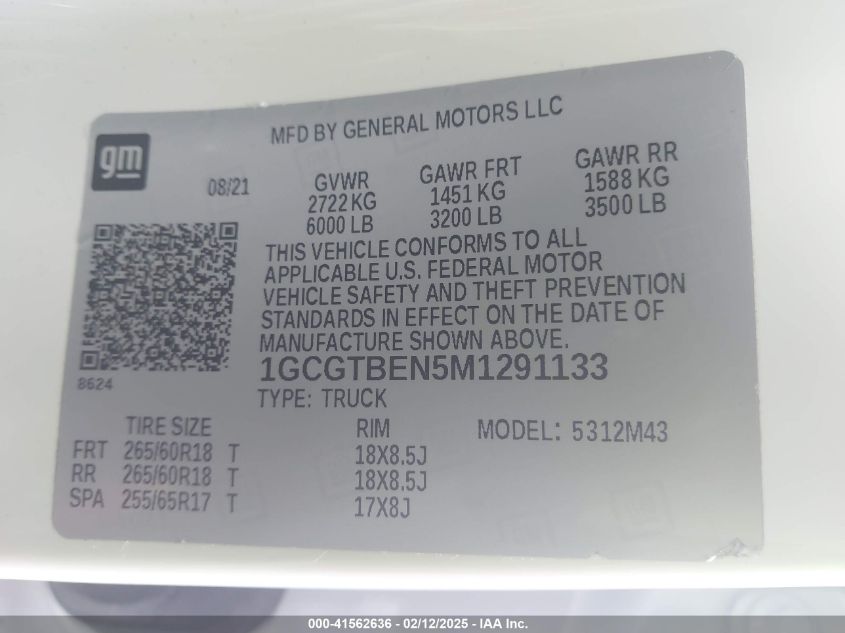 MFD BY GENERAL MOTORS LLC
gm
08/21
GVWR GAWR FRT GAWR RR
2722 KG 1451 KG 1588 KG
6000 LB 3200 LB 3500 LB
THIS VEHICLE CONFORMS TO ALL
APPLICABLE U.S. FEDERAL MOTOR
VEHICLE SAFETY AND THEFT PREVENTION
STANDARDS IN EFFECT ON THE DATE OF
MANUFACTURE SHOWN ABOVE.
8624
1GCGTBEN5M1291133
TYPE: TRUCK
TIRE SIZE RIM MODEL: 5312M43
FRT 265/60R18 T 18X8.5J
RR 265/60R18 T 18X8.5J
SPA 255/65R17 T 17X8J
000-41562636 - 02/12/2025 - IAA Inc.